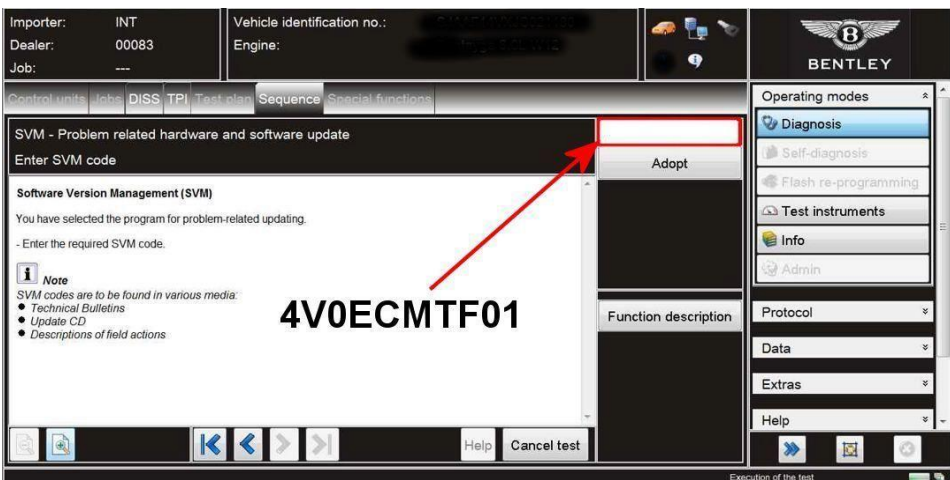 Importer: INT
Dealer: 00083
Job: ---
Vehicle identification no.:
Engine:
BENTLEY
Control units Jobs DISS TPI Test plan Sequence Special functions
SVM - Problem related hardware and software update
Enter SVM code
Adopt
Software Version Management (SVM)
You have selected the program for problem-related updating.
- Enter the required SVM code.
i Note
SVM codes are to be found in various media:
• Technical Bulletins
• Update CD
• Descriptions of field actions
4V0ECMTF01
Function description
Help Cancel test
Operating modes
Diagnosis
Self-diagnosis
Flash re-programming
Test instruments
Info
Admin
Protocol
Data
Extras
Help
Execution of the test